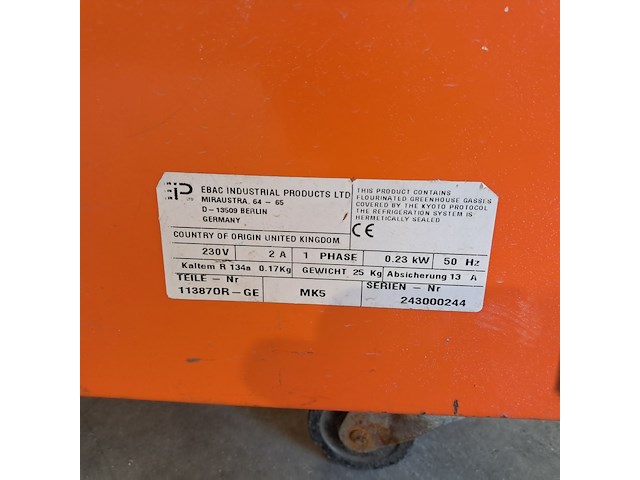 EIP
EBAC INDUSTRIAL PRODUCTS LTD
MIRAUSTRA. 64 - 65
D-13509 BERLIN
GERMANY
THIS PRODUCT CONTAINS
FLOURINATED GREENHOUSE GASSES
COVERED BY THE KYOTO PROTOCOL
THE REFRIGERATION SYSTEM IS
HERMETICALLY SEALED
CE
COUNTRY OF ORIGIN UNITED KINGDOM
230V 2 A 1 PHASE 0.23 kW 50 Hz
Kaltem R 134a 0.17Kg GEWICHT 25 Kg Absicherung 13 A
TEILE - Nr
113870R-GE
MK5
SERIEN - Nr
243000244